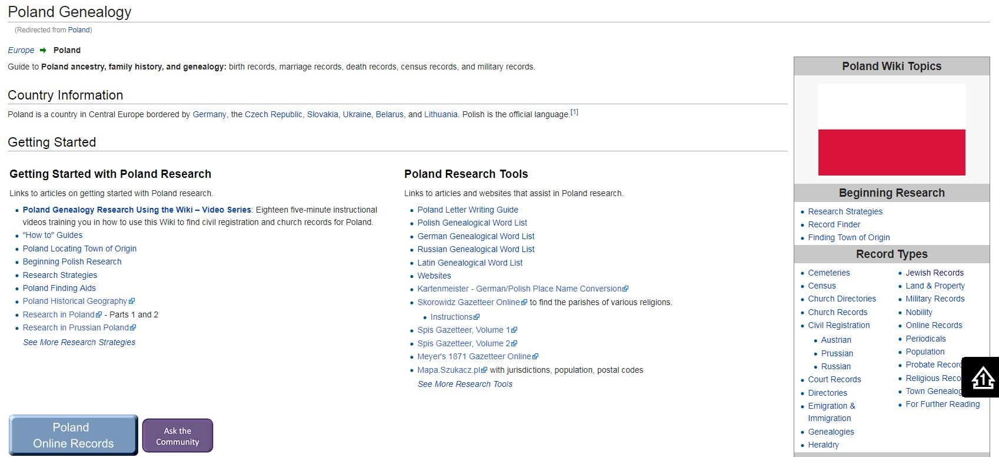 Poland Genealogy
(Redirected from Poland)
Europe Poland
Guide to Poland ancestry, family history, and genealogy: birth records, marriage records, death records, census records, and military records.
Country Information
Poland is a country in Central Europe bordered by Germany, the Czech Republic, Slovakia, Ukraine, Belarus, and Lithuania. Polish is the official language.[1]
Getting Started
Getting Started with Poland Research
Links to articles on getting started with Poland research.
Poland Genealogy Research Using the Wiki – Video Series: Eighteen five-minute instructional
videos training you in how to use this Wiki to find civil registration and church records for Poland.
"How to" Guides
Poland Locating Town of Origin
Beginning Polish Research
Research Strategies
Poland Finding Aids
Poland Historical Geography
Research in Poland - Parts 1 and 2
Research in Prussian Poland
See More Research Strategies
Poland Research Tools
Links to articles and websites that assist in Poland research.
Poland Letter Writing Guide
Polish Genealogical Word List
German Genealogical Word List
Russian Genealogical Word List
Latin Genealogical Word List
Websites
Kartenmeister - German/Polish Place Name Conversion
Skorowidz Gazetteer Online to find the parishes of various religions.
Instructions
Spis Gazetteer, Volume 1
Spis Gazetteer, Volume 2
Meyer's 1871 Gazetteer Online
Mapa.Szukacz.pl with jurisdictions, population, postal codes
See More Research Tools
Poland
Online Records
Ask the
Community
Poland Wiki Topics
Beginning Research
Research Strategies
Record Finder
Finding Town of Origin
Record Types
Cemeteries
Census
Church Directories
Church Records
Civil Registration
Austrian
Prussian
Russian
Court Records
Directories
Emigration &
Immigration
Genealogies
Heraldry
Jewish Records
Land & Property
Military Records
Nobility
Online Records
Periodicals
Population
Probate Recor
Religious Reco
Town Genealog
For Further Reading
1